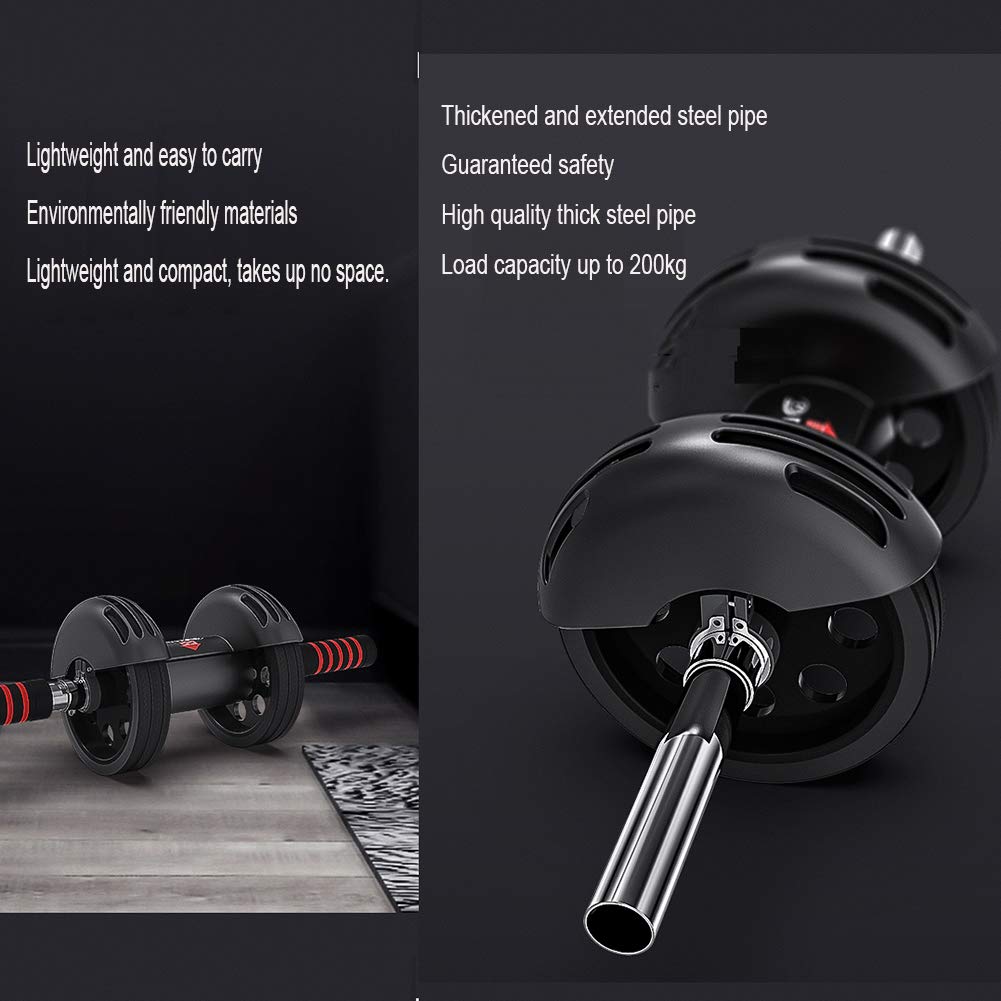 Lightweight and easy to carry
Environmentally friendly materials
Lightweight and compact, takes up no space.
Thickened and extended steel pipe
Guaranteed safety
High quality thick steel pipe
Load capacity up to 200kg